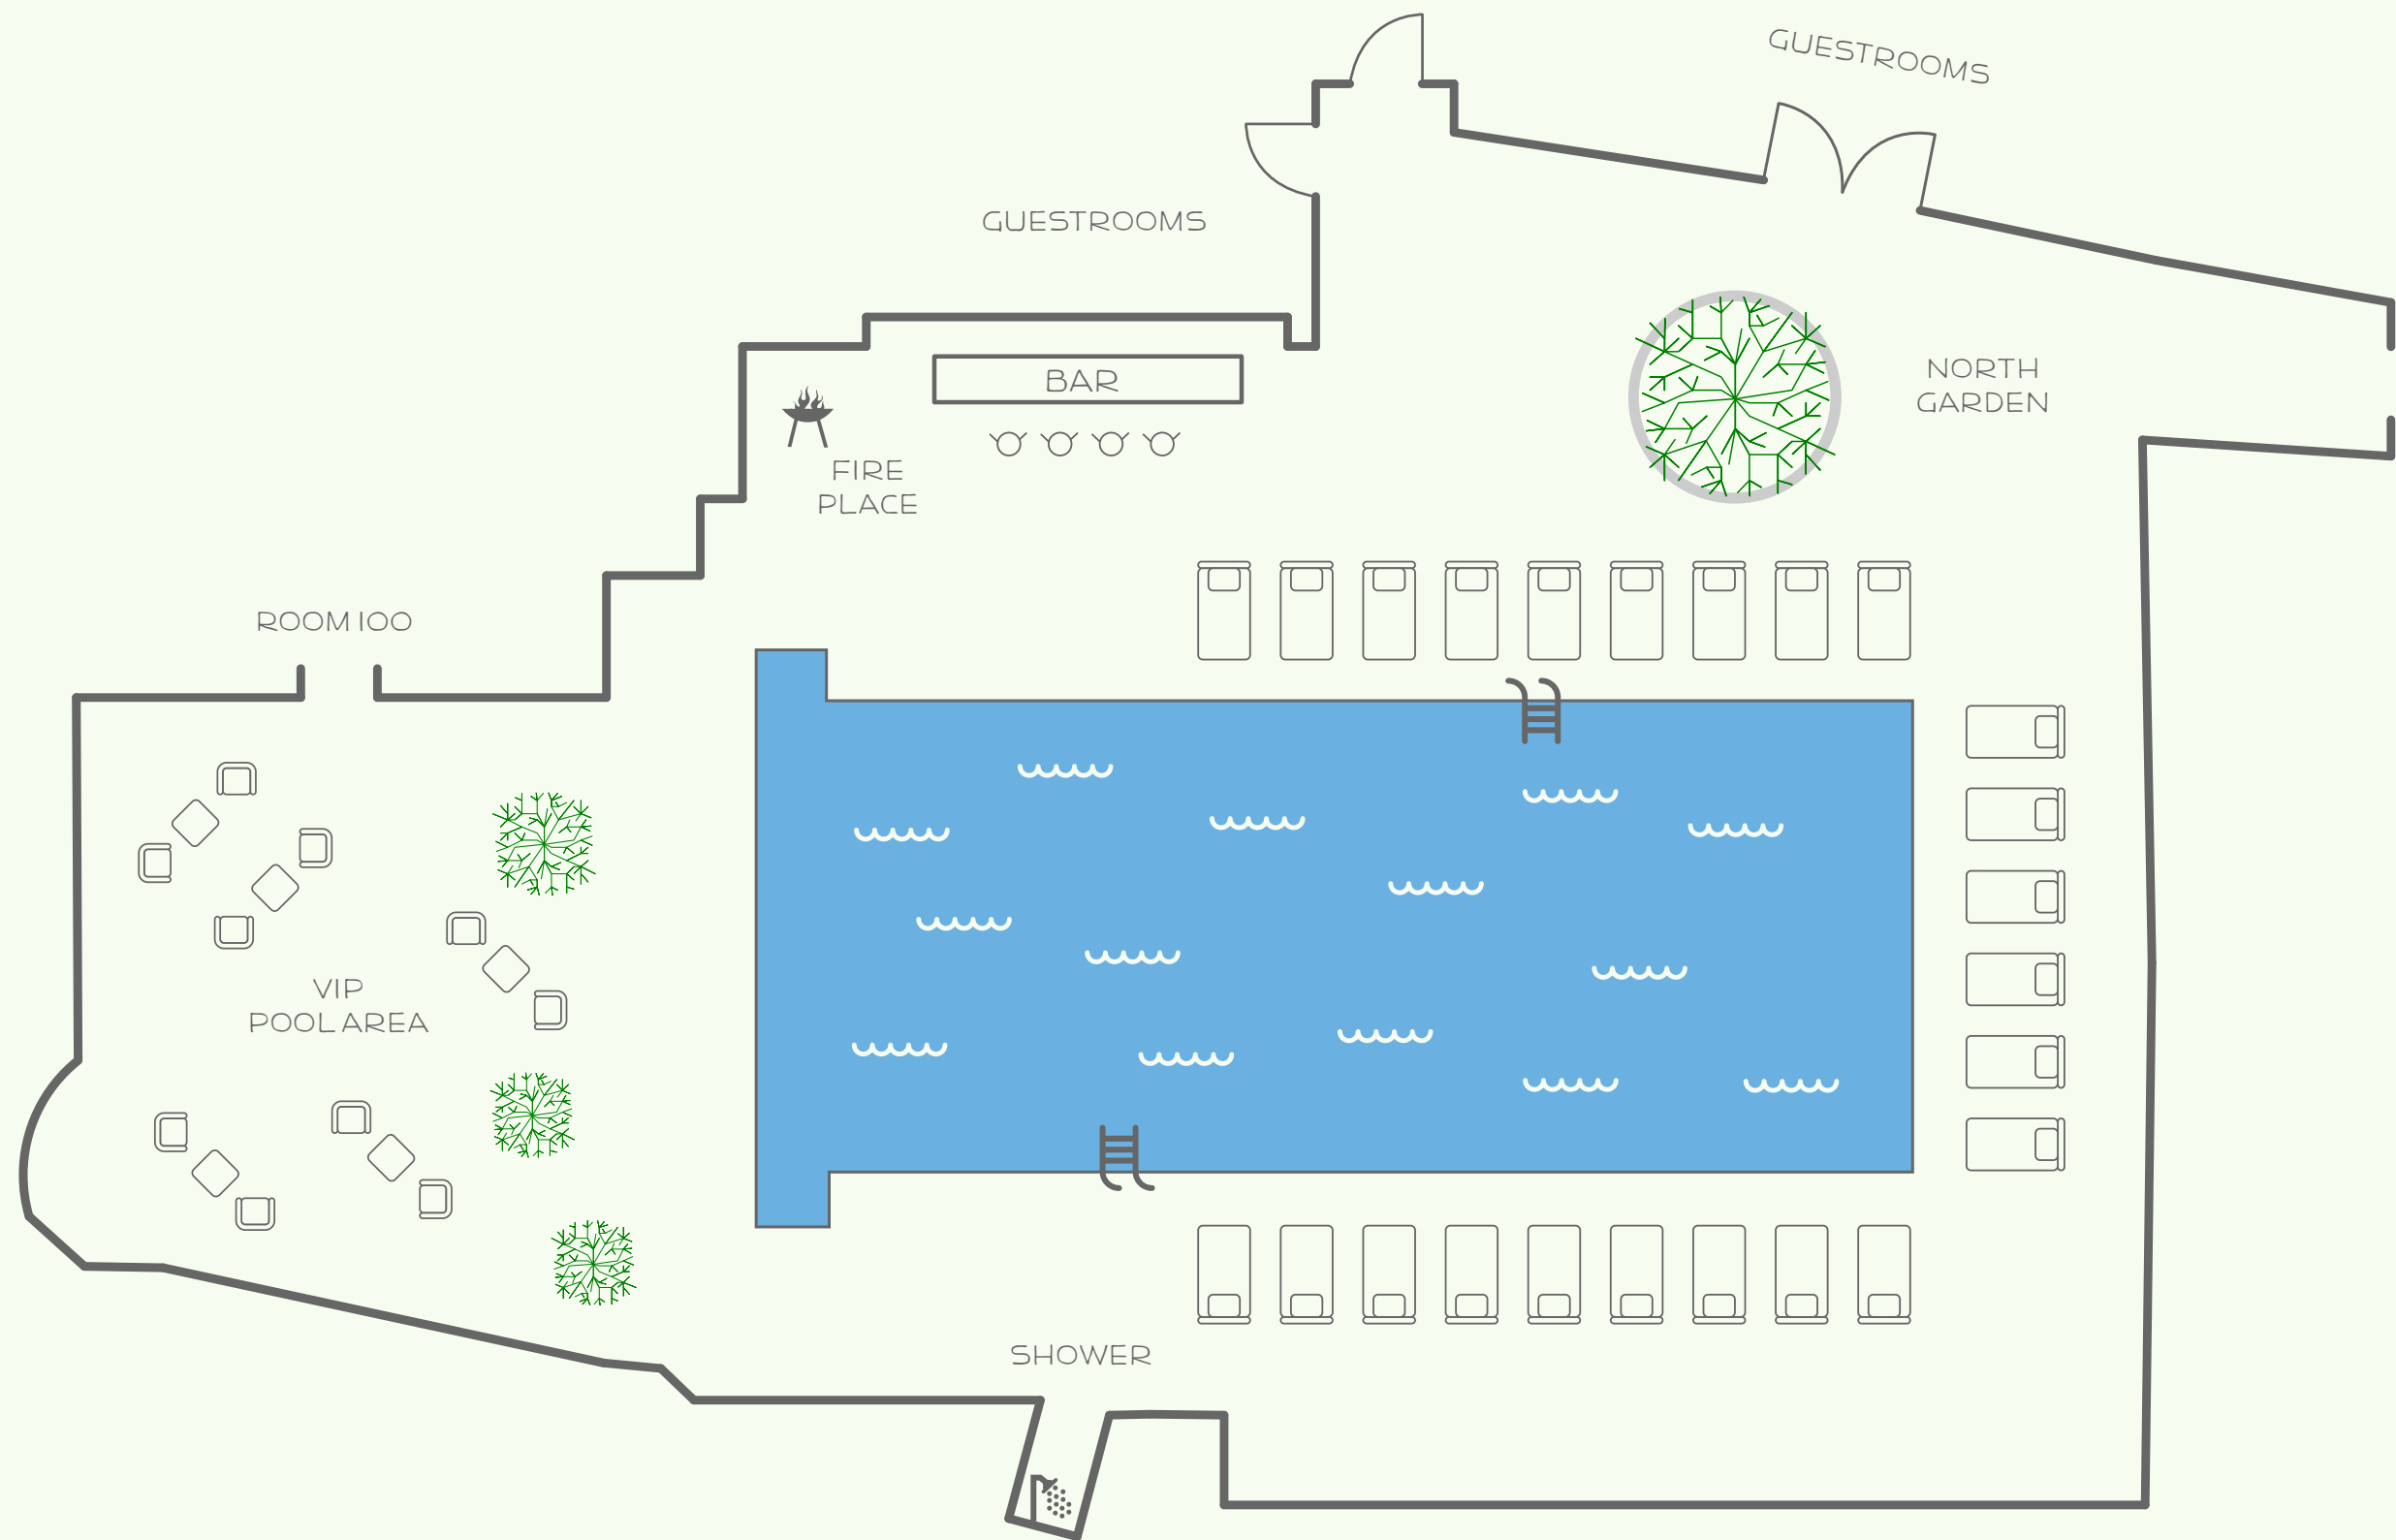 GUESTROOMS
GUESTROOMS
NORTH
GARDEN
BAR
FIRE
PLACE
ROOM 100
VIP
POOL AREA
SHOWER